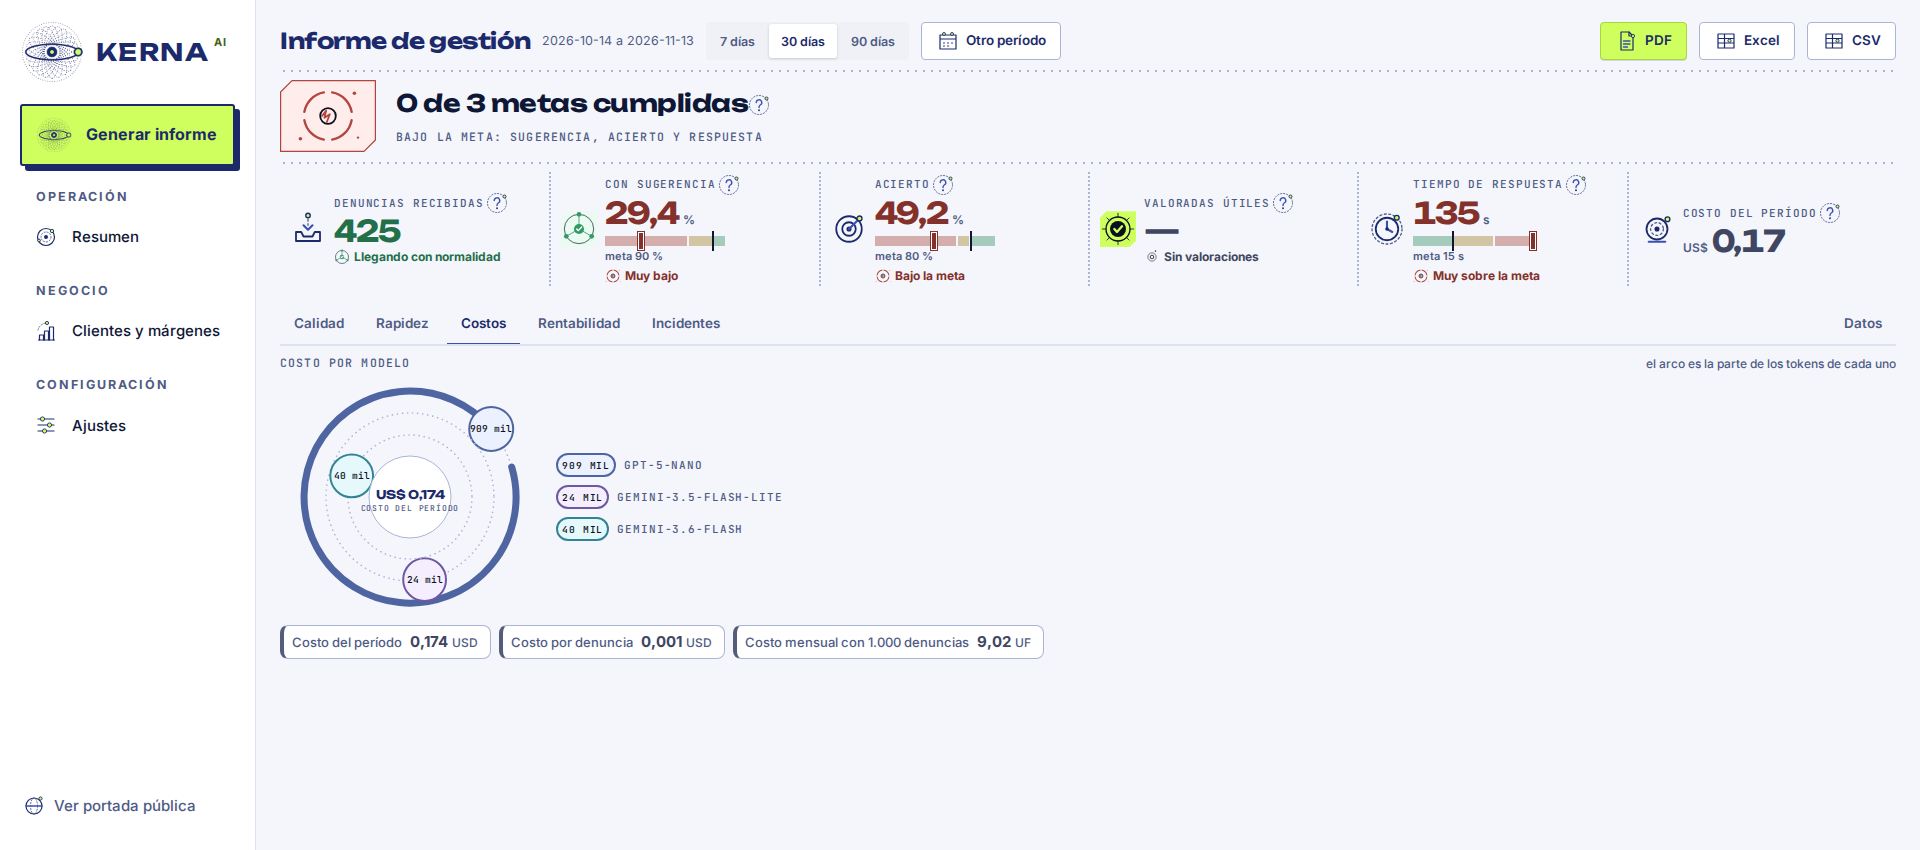 KERNA AI
Generar informe
OPERACIÓN
Resumen
NEGOCIO
Clientes y márgenes
CONFIGURACIÓN
Ajustes
Ver portada pública
Informe de gestión 2026-10-14 a 2026-11-13 7 días 30 días 90 días Otro período PDF Excel CSV
0 de 3 metas cumplidas ?
BAJO LA META: SUGERENCIA, ACIERTO Y RESPUESTA
DENUNCIAS RECIBIDAS ?
425
Llegando con normalidad
CON SUGERENCIA ?
29,4 %
meta 90 %
Muy bajo
ACIERTO ?
49,2 %
meta 80 %
Bajo la meta
VALORADAS ÚTILES ?
—
Sin valoraciones
TIEMPO DE RESPUESTA ?
135 s
meta 15 s
Muy sobre la meta
COSTO DEL PERÍODO ?
US$ 0,17
Calidad Rapidez Costos Rentabilidad Incidentes Datos
COSTO POR MODELO el arco es la parte de los tokens de cada uno
909 mil
40 mil
US$ 0,174
COSTO DEL PERÍODO
24 mil
909 MIL GPT-5-NANO
24 MIL GEMINI-3.5-FLASH-LITE
40 MIL GEMINI-3.6-FLASH
Costo del período 0,174 USD Costo por denuncia 0,001 USD Costo mensual con 1.000 denuncias 9,02 UF